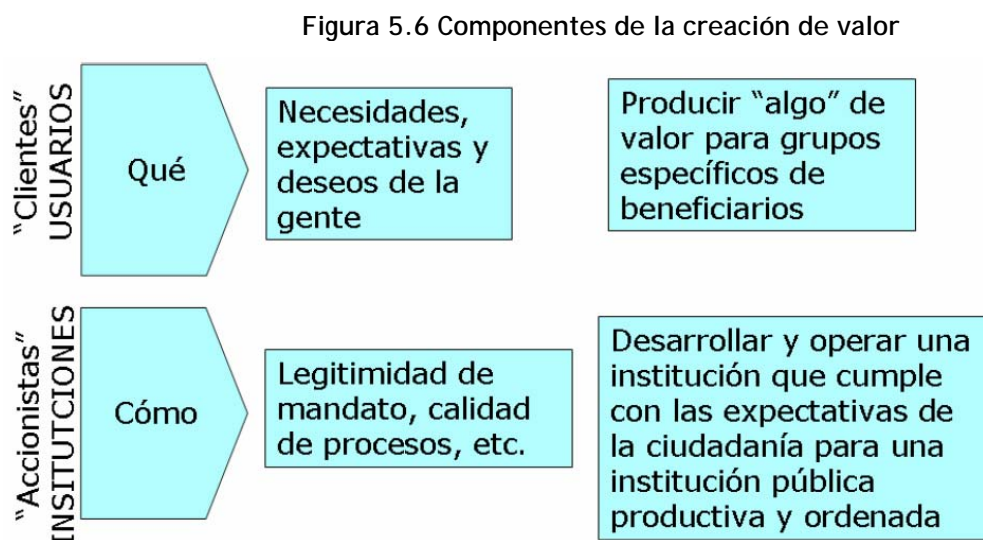 Figura 5.6 Componentes de la creación de valor
"Clientes"
USUARIOS
Qué
Necesidades,
expectativas y
deseos de la
gente
Producir "algo" de
valor para grupos
específicos de
beneficiarios
"Accionistas"
INSITUTCIONES
Cómo
Legitimidad de
mandato, calidad
de procesos, etc.
Desarrollar y operar una
institución que cumple
con las expectativas de
la ciudadanía para una
institución pública
productiva y ordenada